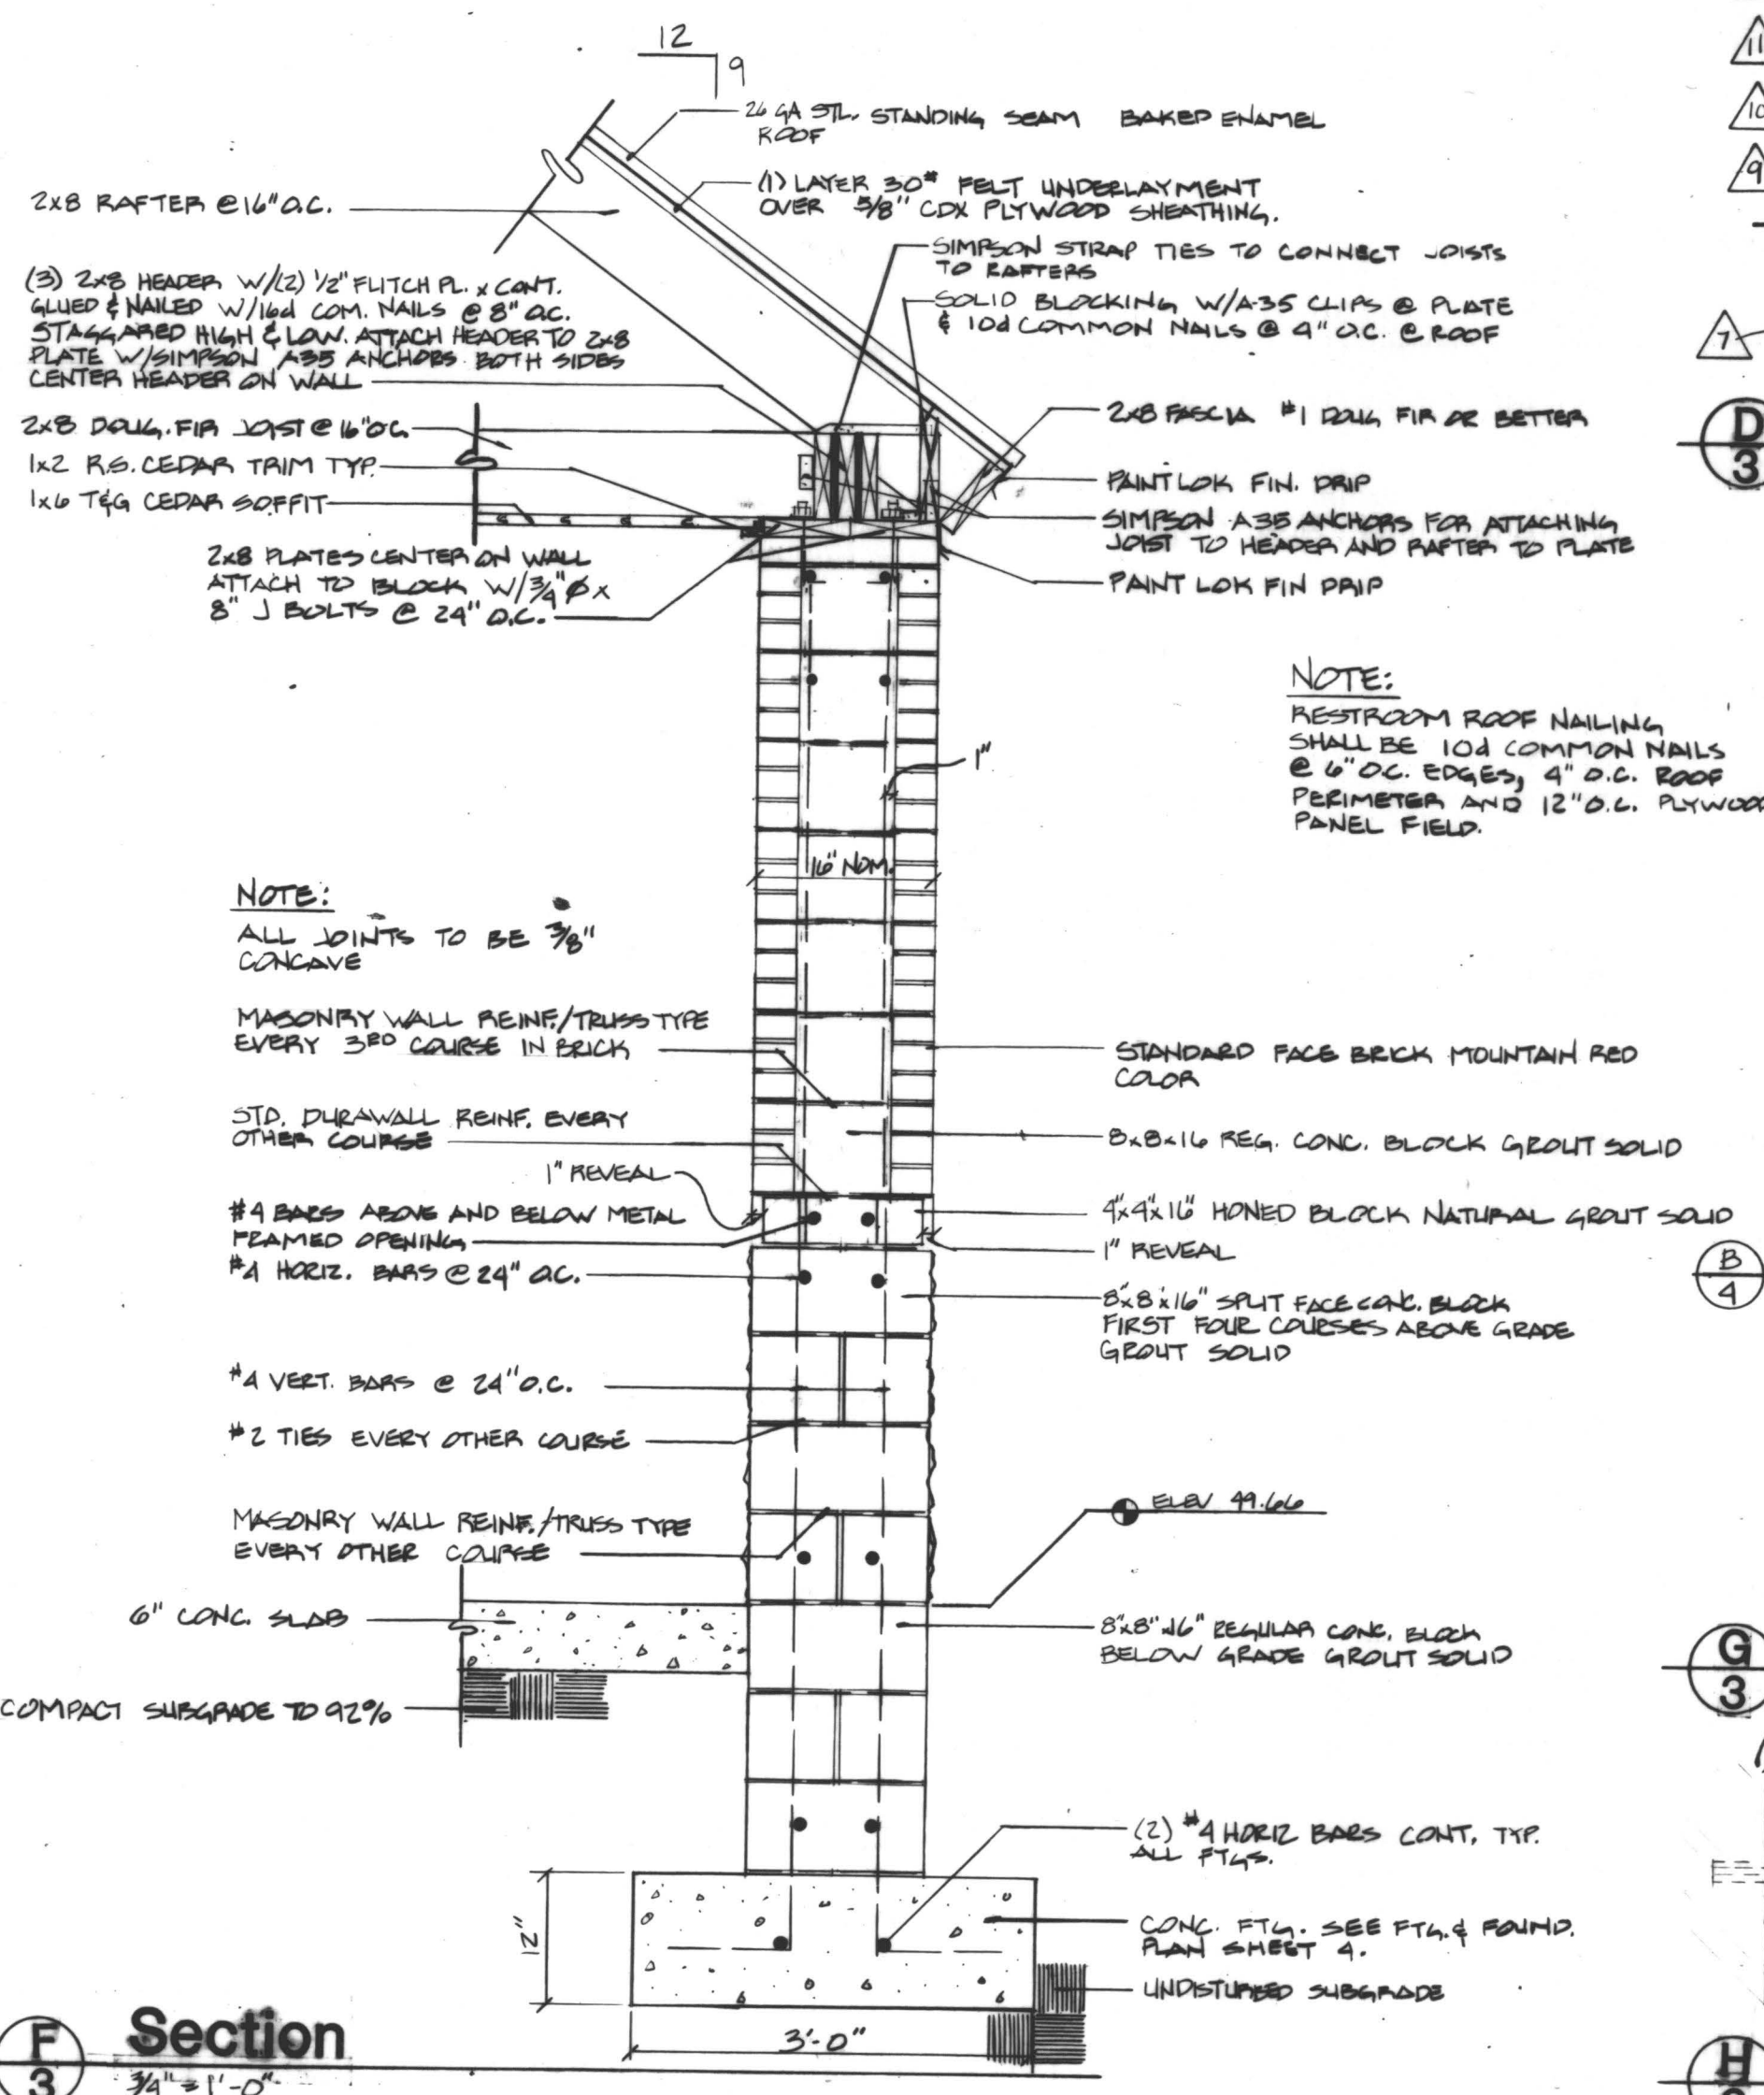 12
9
26 GA STL. STANDING SEAM BAKED ENAMEL
ROOF
(1) LAYER 30# FELT UNDERLAYMENT
OVER 5/8" CDX PLYWOOD SHEATHING.
SIMPSON STRAP TIES TO CONNECT JOISTS
TO RAFTERS
SOLID BLOCKING W/A-35 CLIPS @ PLATE
& 10d COMMON NAILS @ 4" O.C. @ ROOF
2x8 FASCIA #1 DOUG FIR OR BETTER
PAINT LOK FIN. DRIP
SIMPSON A35 ANCHORS FOR ATTACHING
JOIST TO HEADER AND RAFTER TO PLATE
PAINT LOK FIN DRIP
2x8 RAFTER @ 16" O.C.
(3) 2x8 HEADER W/(2) 1/2" FLITCH PL. x CONT.
GLUED & NAILED W/16d COM. NAILS @ 8" O.C.
STAGGARED HIGH & LOW. ATTACH HEADER TO 2x8
PLATE W/SIMPSON A35 ANCHORS BOTH SIDES
CENTER HEADER ON WALL
2x8 DOUG. FIR JOIST @ 16" O.C.
1x2 R.S. CEDAR TRIM TYP.
1x6 T&G CEDAR SOFFIT
2x8 PLATES CENTER ON WALL
ATTACH TO BLOCK W/3/4" Ø x
8" J BOLTS @ 24" O.C.
NOTE:
RESTROOM ROOF NAILING
SHALL BE 10d COMMON NAILS
@ 6" O.C. EDGES, 4" O.C. ROOF
PERIMETER AND 12" O.C. PLYWOOD
PANEL FIELD.
1"
16" NOM.
NOTE:
ALL JOINTS TO BE 3/8"
CONCAVE
MASONRY WALL REINF./TRUSS TYPE
EVERY 3RD COURSE IN BRICK
STD. DURAWALL REINF. EVERY
OTHER COURSE
1" REVEAL
#4 BARS ABOVE AND BELOW METAL
FRAMED OPENING
#4 HORIZ. BARS @ 24" O.C.
#4 VERT. BARS @ 24" O.C.
#2 TIES EVERY OTHER COURSE
MASONRY WALL REINF./TRUSS TYPE
EVERY OTHER COURSE
6" CONC. SLAB
COMPACT SUBGRADE TO 92%
STANDARD FACE BRICK MOUNTAIN RED
COLOR
8x8x16 REG. CONC. BLOCK GROUT SOLID
4"x4"x16" HONED BLOCK NATURAL GROUT SOLID
1" REVEAL
8"x8"x16" SPLIT FACE CONC. BLOCK
FIRST FOUR COURSES ABOVE GRADE
GROUT SOLID
ELEV 99.66
8"x8"x16" REGULAR CONC. BLOCK
BELOW GRADE GROUT SOLID
(2) #4 HORIZ BARS CONT. TYP.
ALL FTGS.
CONC. FTG. SEE FTG. & FOUND.
PLAN SHEET 4.
UNDISTURBED SUBGRADE
12"
3'-0"
F
3
Section
3/4" = 1'-0"
11
10
9
7
D
3
B
4
G
3
H